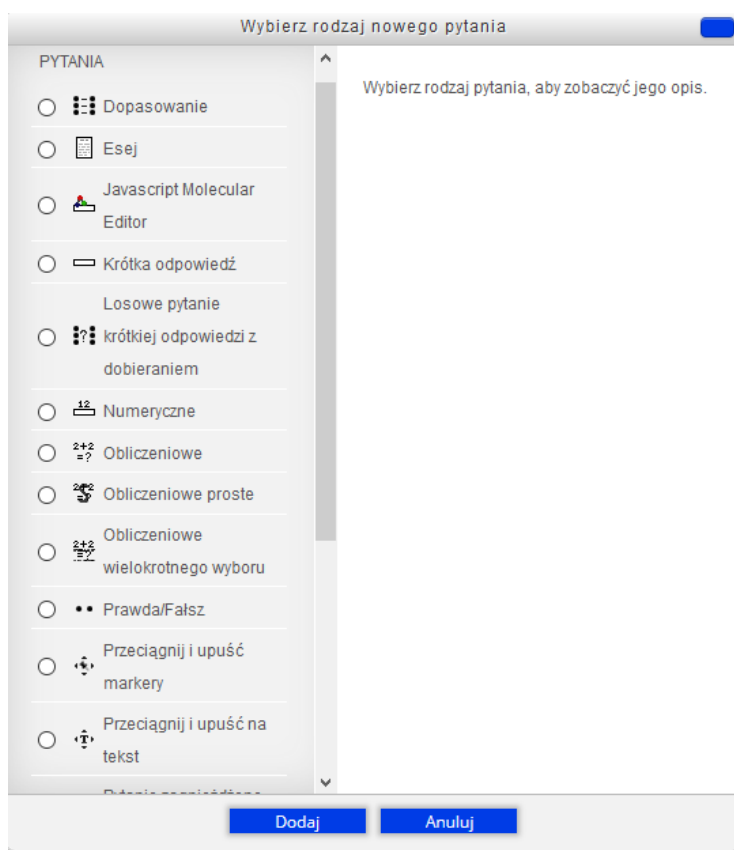 Wybierz rodzaj nowego pytania
PYTANIA
Wybierz rodzaj pytania, aby zobaczyć jego opis.
Dopasowanie
Esej
Javascript Molecular
Editor
Krótka odpowiedź
Losowe pytanie
krótkiej odpowiedzi z
dobieraniem
Numeryczne
Obliczeniowe
Obliczeniowe proste
Obliczeniowe
wielokrotnego wyboru
Prawda/Fałsz
Przeciągnij i upuść
markery
Przeciągnij i upuść na
tekst
Dodaj
Anuluj